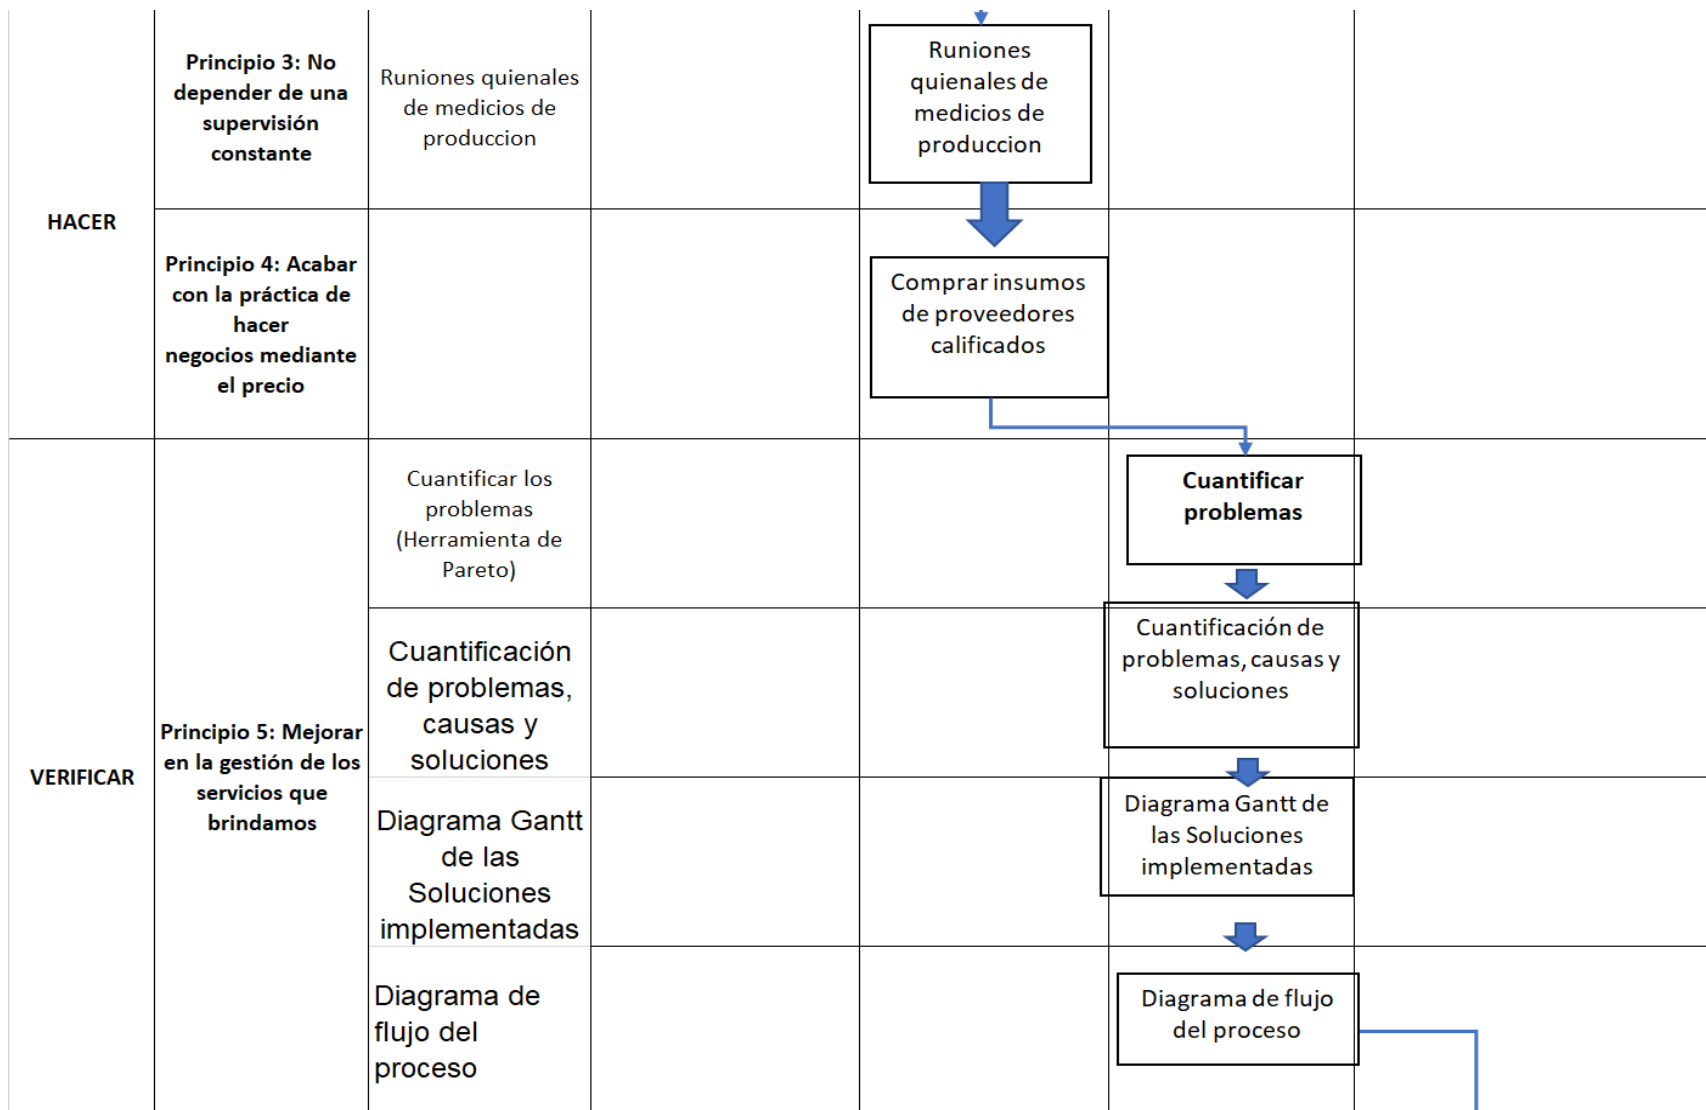 HACER
Principio 3: No
depender de una
supervisión
constante
Runiones quienales
de medicios de
produccion
Runiones
quienales de
medicios de
produccion
Principio 4: Acabar
con la práctica de
hacer
negocios mediante
el precio
Comprar insumos
de proveedores
calificados
VERIFICAR
Principio 5: Mejorar
en la gestión de los
servicios que
brindamos
Cuantificar los
problemas
(Herramienta de
Pareto)
Cuantificar
problemas
Cuantificación
de problemas,
causas y
soluciones
Cuantificación de
problemas, causas y
soluciones
Diagrama Gantt
de las
Soluciones
implementadas
Diagrama Gantt de
las Soluciones
implementadas
Diagrama de
flujo del
proceso
Diagrama de flujo
del proceso